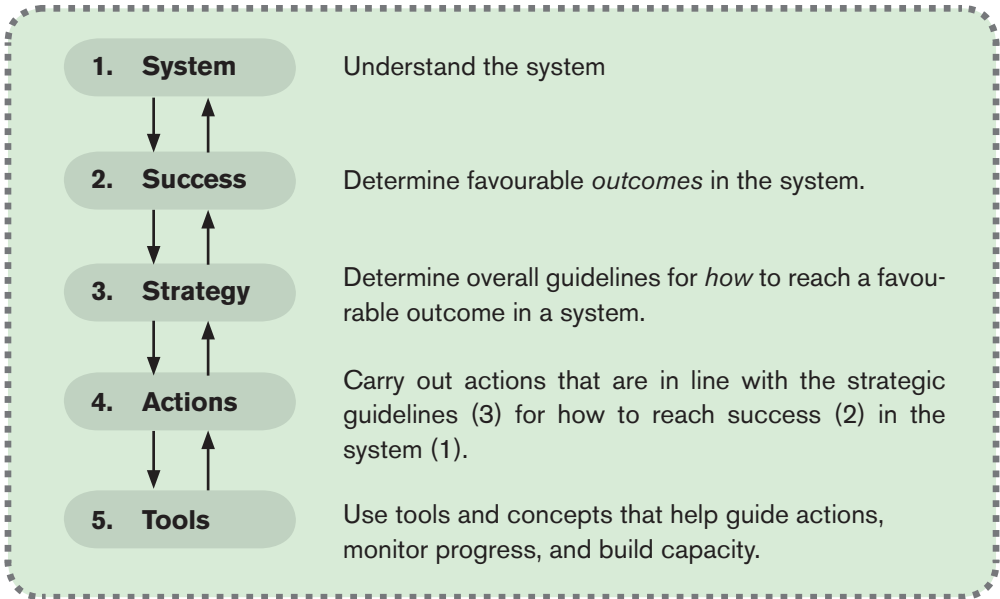 1. System
Understand the system
2. Success
Determine favourable outcomes in the system.
3. Strategy
Determine overall guidelines for how to reach a favou-
rable outcome in a system.
4. Actions
Carry out actions that are in line with the strategic
guidelines (3) for how to reach success (2) in the
system (1).
5. Tools
Use tools and concepts that help guide actions,
monitor progress, and build capacity.